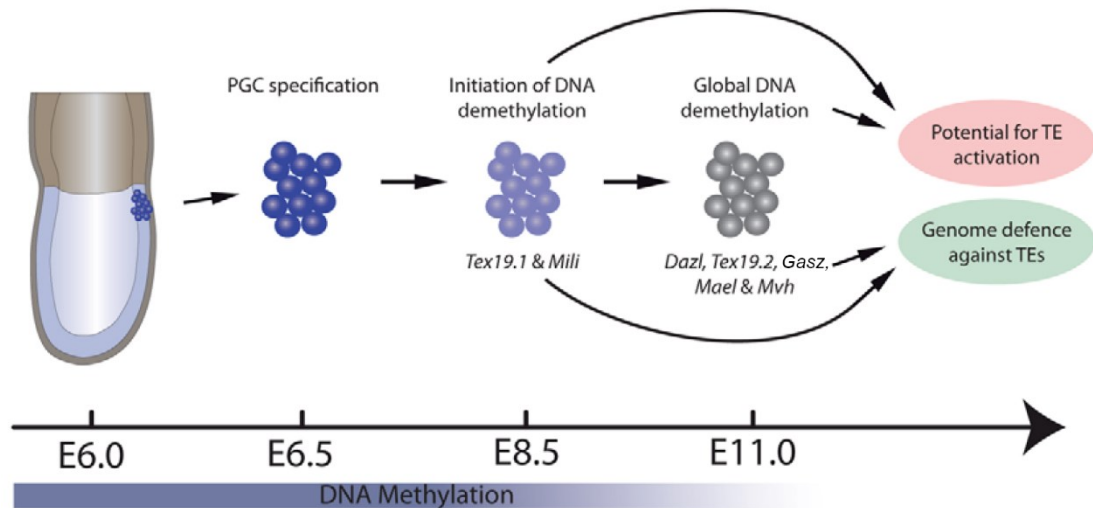 PGC specification
Initiation of DNA
demethylation
Global DNA
demethylation
Potential for TE
activation
Genome defence
against TEs
Tex19.1 & Mili
Dazl, Tex19.2, Gasz,
Mael & Mvh
E6.0
E6.5
E8.5
E11.0
DNA Methylation